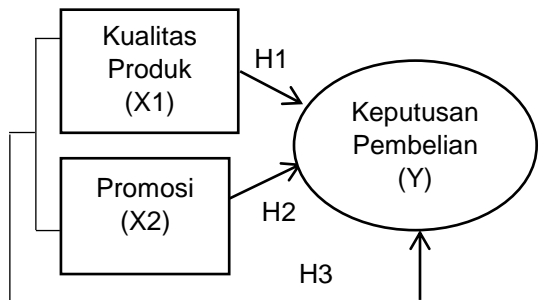 Kualitas
Produk
(X1)
H1
Keputusan
Pembelian
(Y)
Promosi
(X2)
H2
H3